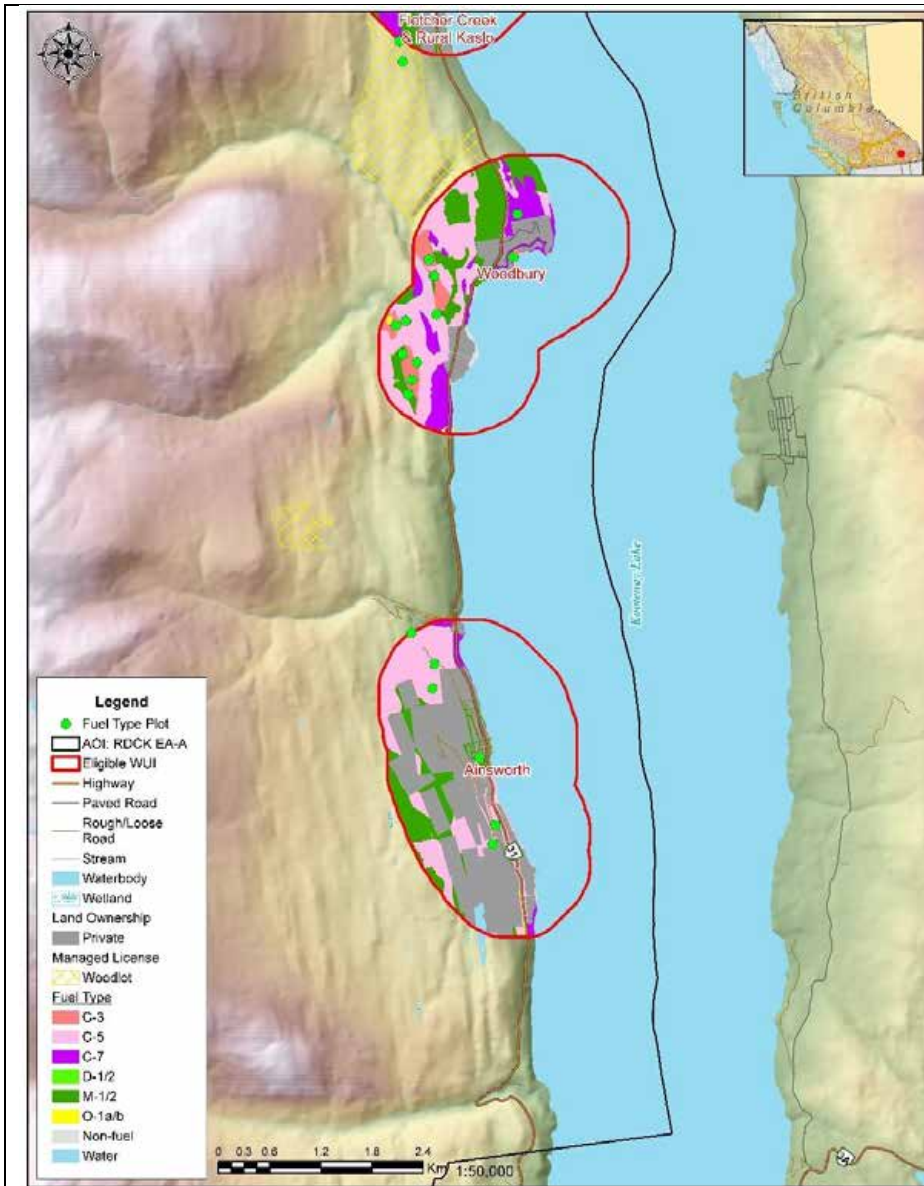 Fletcher Creek
& Rural Kaslo
British
Columbia
Woodbury
Kootenay Lake
Ainsworth
31
Legend
Fuel Type Plot
AOI: RDCK EA-A
Eligible WUI
Highway
Paved Road
Rough/Loose
Road
Stream
Waterbody
Wetland
Land Ownership
Private
Managed License
Woodlot
Fuel Type
C-3
C-5
C-7
D-1/2
M-1/2
O-1a/b
Non-fuel
Water
0 0.3 0.6 1.2 1.8 2.4
Km 1:50,000